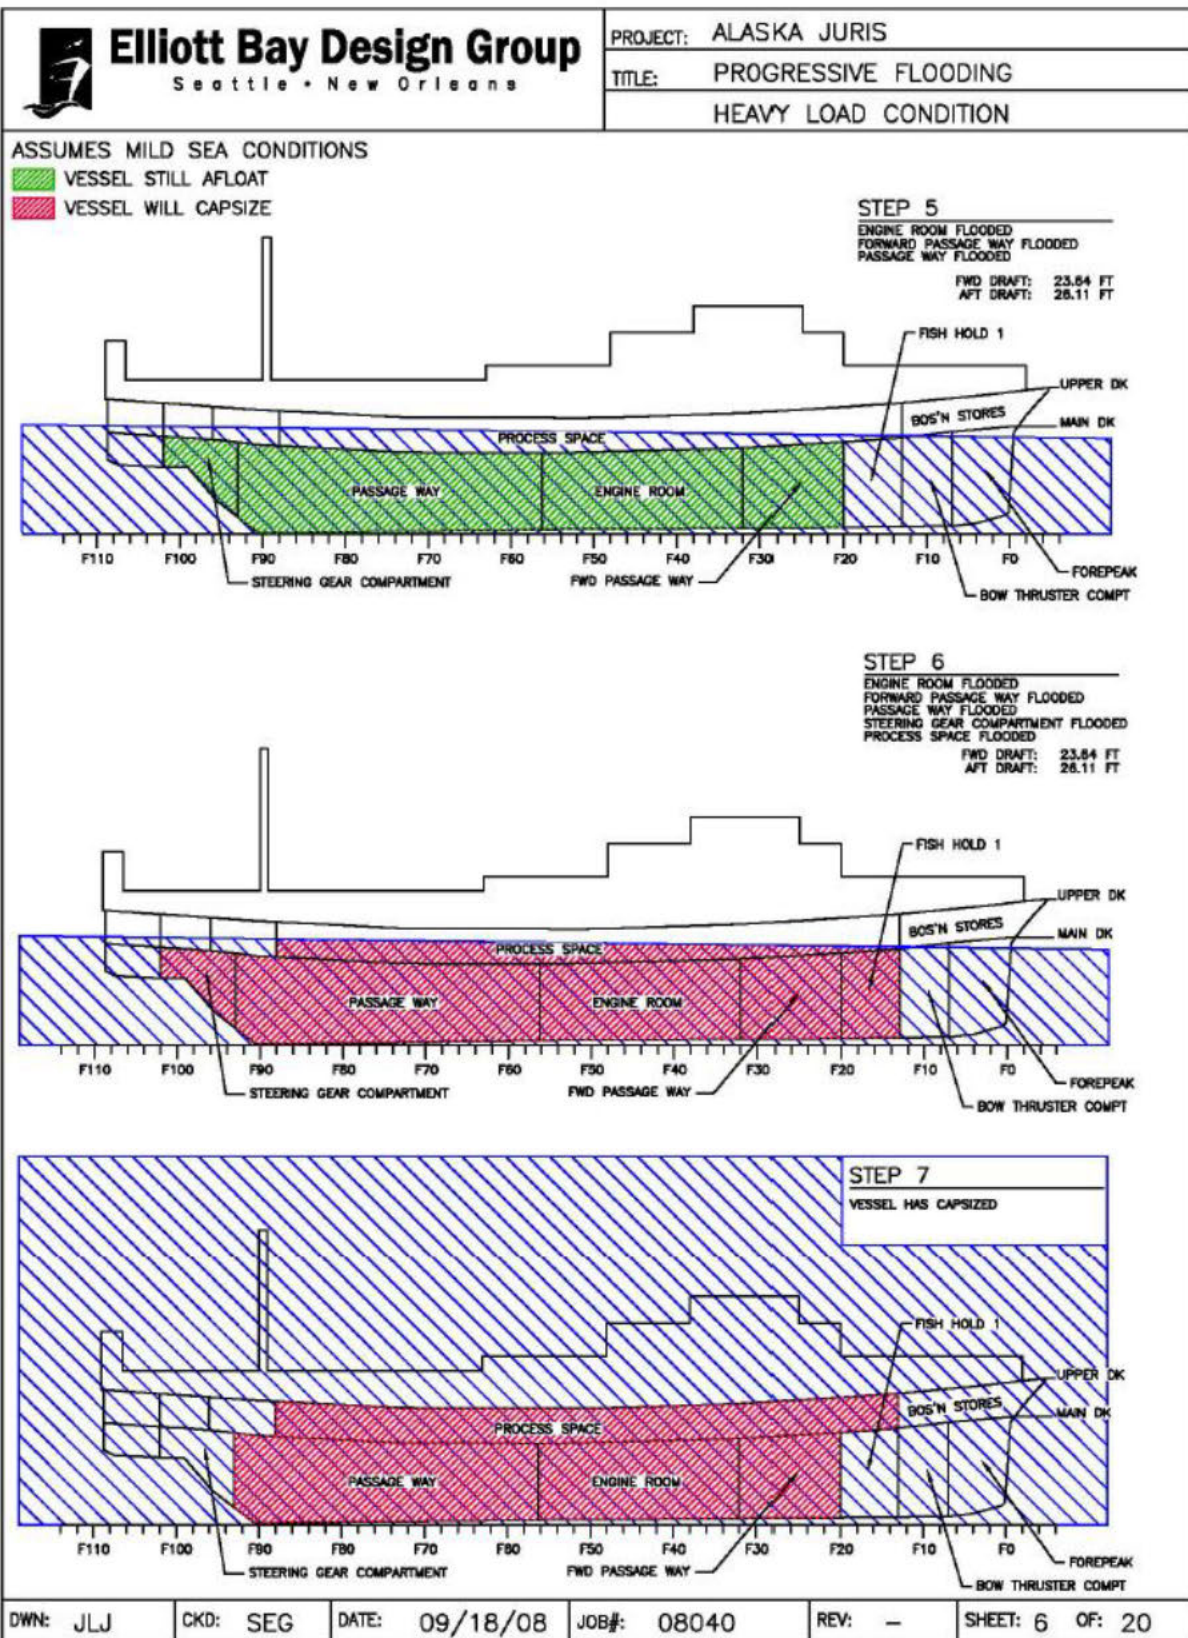 Elliott Bay Design Group
Seattle • New Orleans
PROJECT: ALASKA JURIS
TITLE: PROGRESSIVE FLOODING
HEAVY LOAD CONDITION
ASSUMES MILD SEA CONDITIONS
VESSEL STILL AFLOAT
VESSEL WILL CAPSIZE
STEP 5
ENGINE ROOM FLOODED
FORWARD PASSAGE WAY FLOODED
PASSAGE WAY FLOODED
FWD DRAFT: 23.64 FT
AFT DRAFT: 26.11 FT
FISH HOLD 1
UPPER DK
BOS'N STORES
MAIN DK
PROCESS SPACE
PASSAGE WAY ENGINE ROOM
F110 F100 F90 F80 F70 F60 F50 F40 F30 F20 F10 F0
STEERING GEAR COMPARTMENT FWD PASSAGE WAY FOREPEAK
BOW THRUSTER COMPT
STEP 6
ENGINE ROOM FLOODED
FORWARD PASSAGE WAY FLOODED
PASSAGE WAY FLOODED
STEERING GEAR COMPARTMENT FLOODED
PROCESS SPACE FLOODED
FWD DRAFT: 23.64 FT
AFT DRAFT: 26.11 FT
FISH HOLD 1
UPPER DK
BOS'N STORES
MAIN DK
PROCESS SPACE
PASSAGE WAY ENGINE ROOM
F110 F100 F90 F80 F70 F60 F50 F40 F30 F20 F10 F0
STEERING GEAR COMPARTMENT FWD PASSAGE WAY FOREPEAK
BOW THRUSTER COMPT
STEP 7
VESSEL HAS CAPSIZED
FISH HOLD 1
UPPER DK
BOS'N STORES
MAIN DK
PROCESS SPACE
PASSAGE WAY ENGINE ROOM
F110 F100 F90 F80 F70 F60 F50 F40 F30 F20 F10 F0
STEERING GEAR COMPARTMENT FWD PASSAGE WAY FOREPEAK
BOW THRUSTER COMPT
DWN: JLJ CKD: SEG DATE: 09/18/08 JOB#: 08040 REV: – SHEET: 6 OF: 20